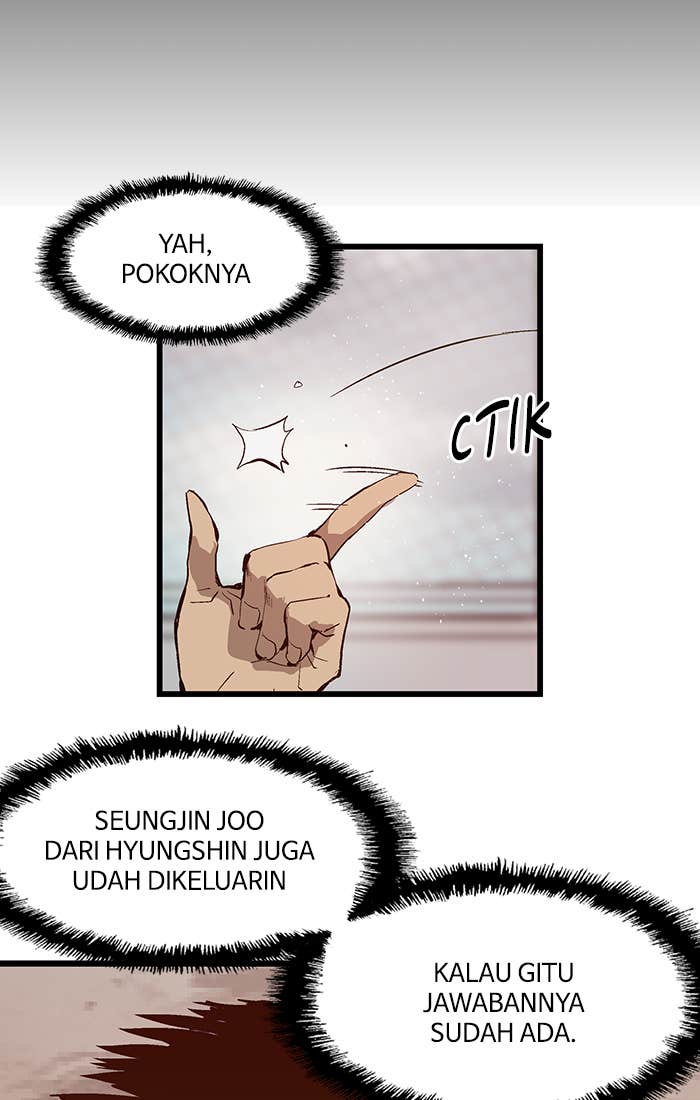 YAH,
POKOKNYA
CTIK
SEUNGJIN JOO
DARI HYUNGSHIN JUGA
UDAH DIKELUARIN
KALAU GITU
JAWABANNYA
SUDAH ADA.